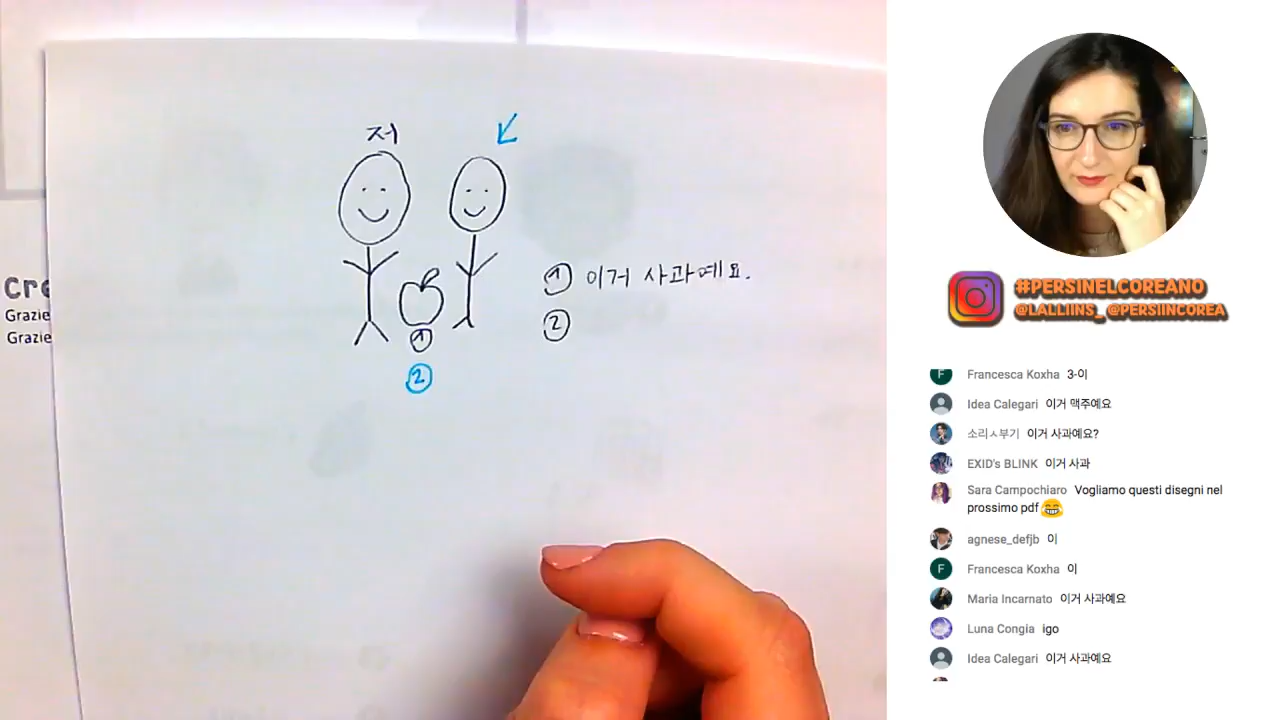 저
① 이거 사과예요.
①
②
②
Cre
Grazie
Grazie
#PERSINELCOREANO
@LALLIINS_ @PERSIINCOREA
F Francesca Koxha 3-이
Idea Calegari 이거 맥주예요
소리ㅅ부기 이거 사과예요?
EXID's BLINK 이거 사과
Sara Campochiaro Vogliamo questi disegni nel
prossimo pdf 😂
agnese_defjb 이
F Francesca Koxha 이
Maria Incarnato 이거 사과예요
Luna Congia igo
Idea Calegari 이거 사과예요